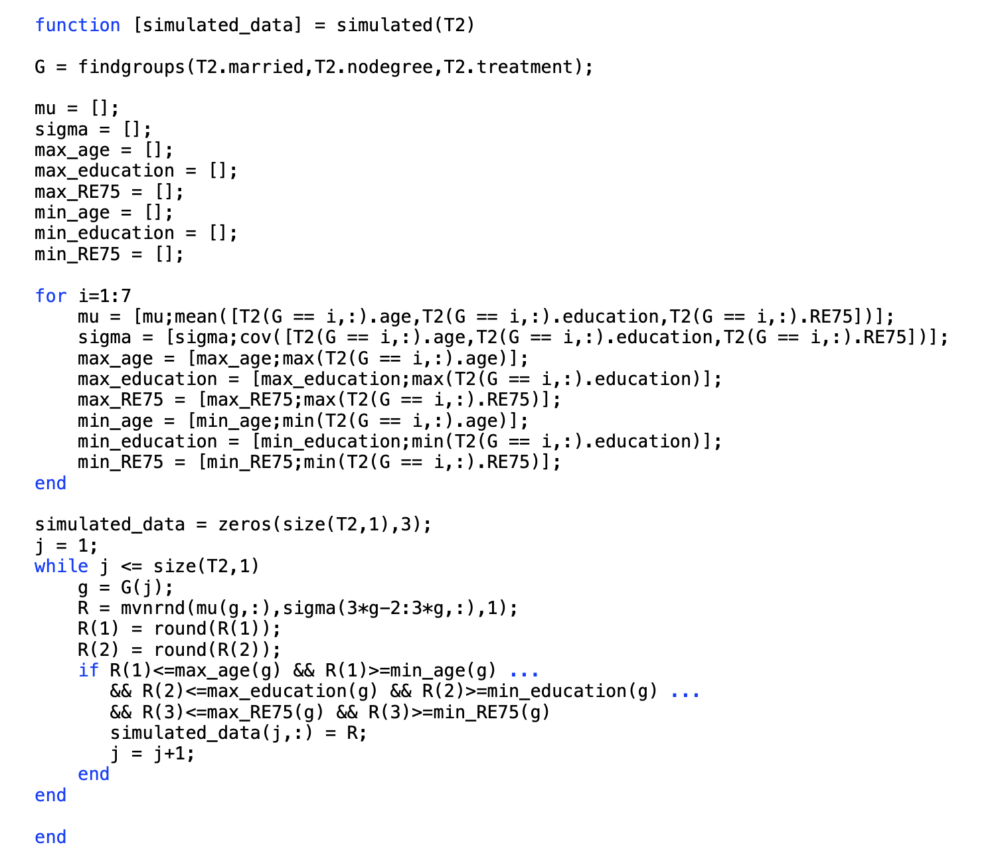 function [simulated_data] = simulated(T2)
G = findgroups(T2.married,T2.nodegree,T2.treatment);
mu = [];
sigma = [];
max_age = [];
max_education = [];
max_RE75 = [];
min_age = [];
min_education = [];
min_RE75 = [];
for i=1:7
    mu = [mu;mean([T2(G == i,:).age,T2(G == i,:).education,T2(G == i,:).RE75])];
    sigma = [sigma;cov([T2(G == i,:).age,T2(G == i,:).education,T2(G == i,:).RE75])];
    max_age = [max_age;max(T2(G == i,:).age)];
    max_education = [max_education;max(T2(G == i,:).education)];
    max_RE75 = [max_RE75;max(T2(G == i,:).RE75)];
    min_age = [min_age;min(T2(G == i,:).age)];
    min_education = [min_education;min(T2(G == i,:).education)];
    min_RE75 = [min_RE75;min(T2(G == i,:).RE75)];
end
simulated_data = zeros(size(T2,1),3);
j = 1;
while j <= size(T2,1)
    g = G(j);
    R = mvnrnd(mu(g,:),sigma(3*g-2:3*g,:),1);
    R(1) = round(R(1));
    R(2) = round(R(2));
    if R(1)<=max_age(g) && R(1)>=min_age(g) ...
       && R(2)<=max_education(g) && R(2)>=min_education(g) ...
       && R(3)<=max_RE75(g) && R(3)>=min_RE75(g)
       simulated_data(j,:) = R;
       j = j+1;
    end
end
end